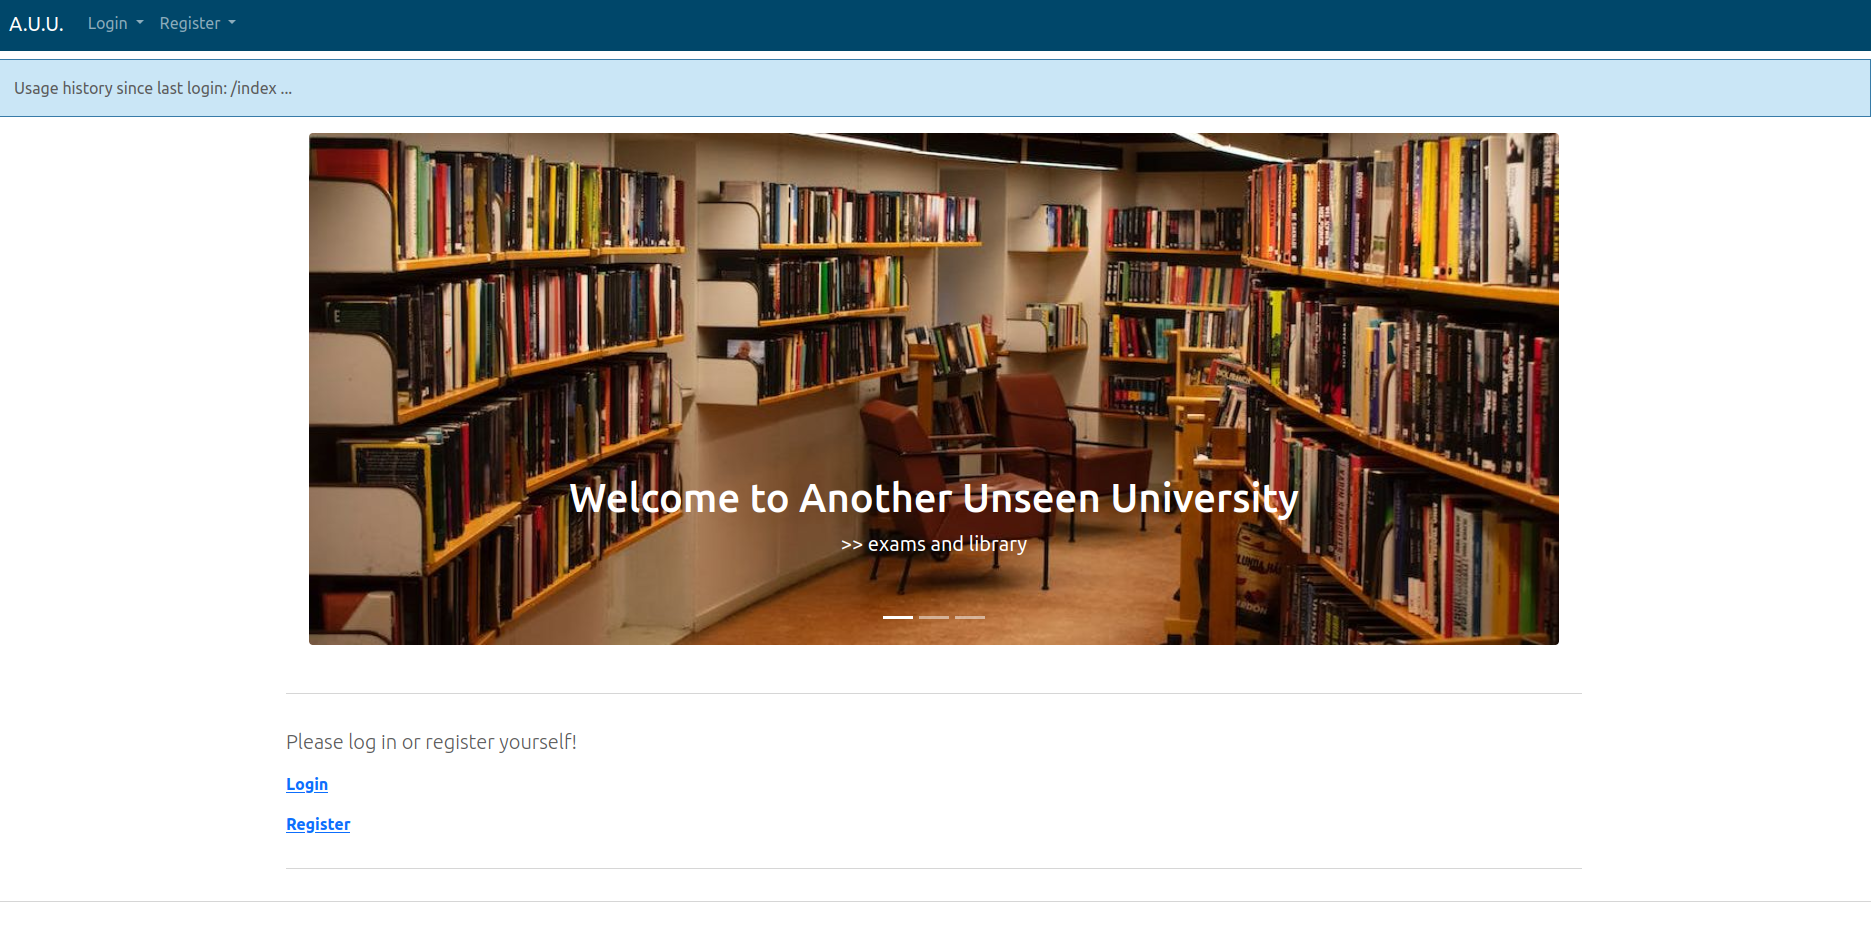 A.U.U. Login Register
Usage history since last login: /index ...
Welcome to Another Unseen University
>> exams and library
Please log in or register yourself!
Login
Register